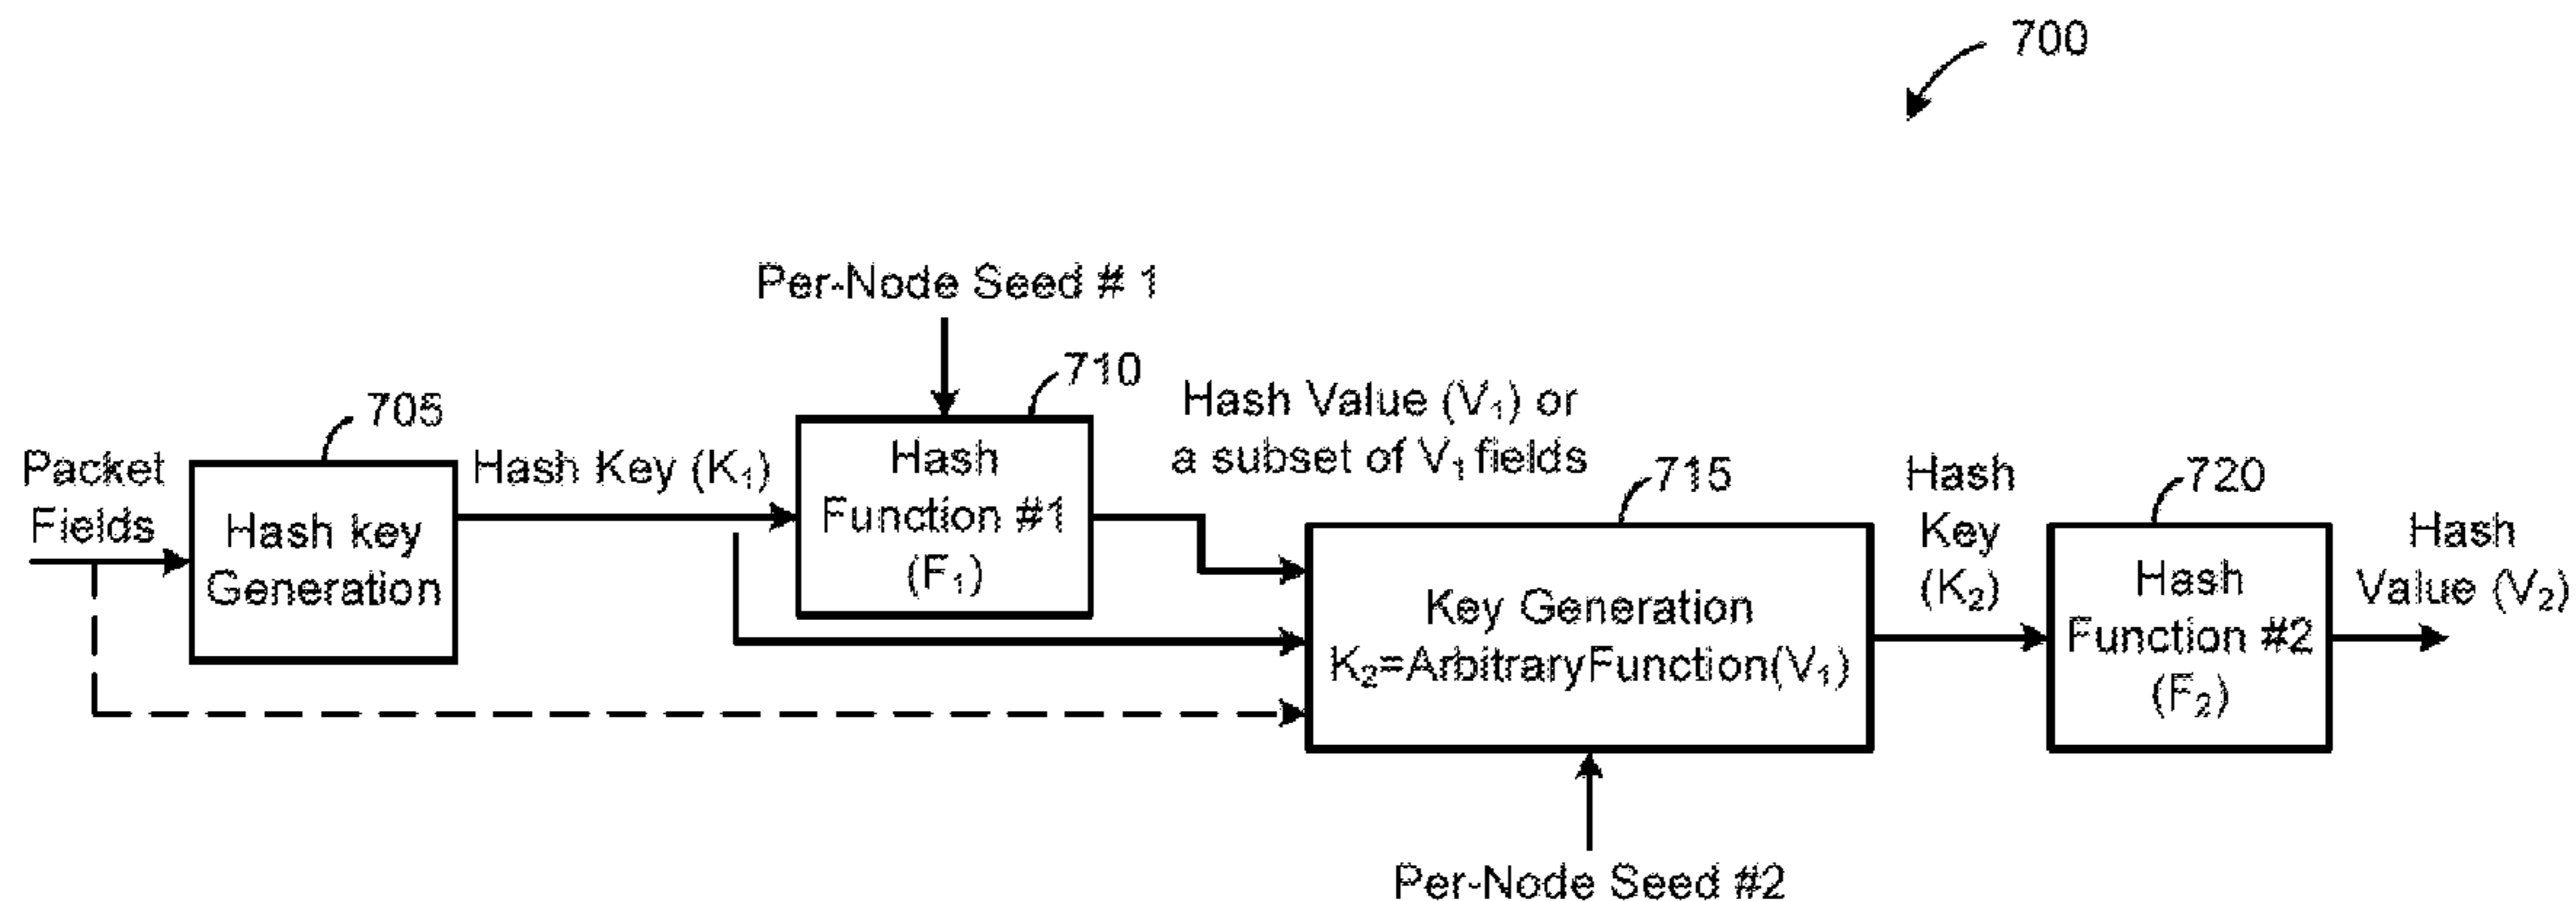 700
Per-Node Seed # 1
710
705
Hash Value (V₁) or
a subset of V₁ fields
Packet
Fields
Hash Key (K₁)
Hash key
Generation
Hash
Function #1
(F₁)
715
Key Generation
K₂=ArbitraryFunction(V₁)
Hash
Key
(K₂)
720
Hash
Function #2
(F₂)
Hash
Value (V₂)
Per-Node Seed #2